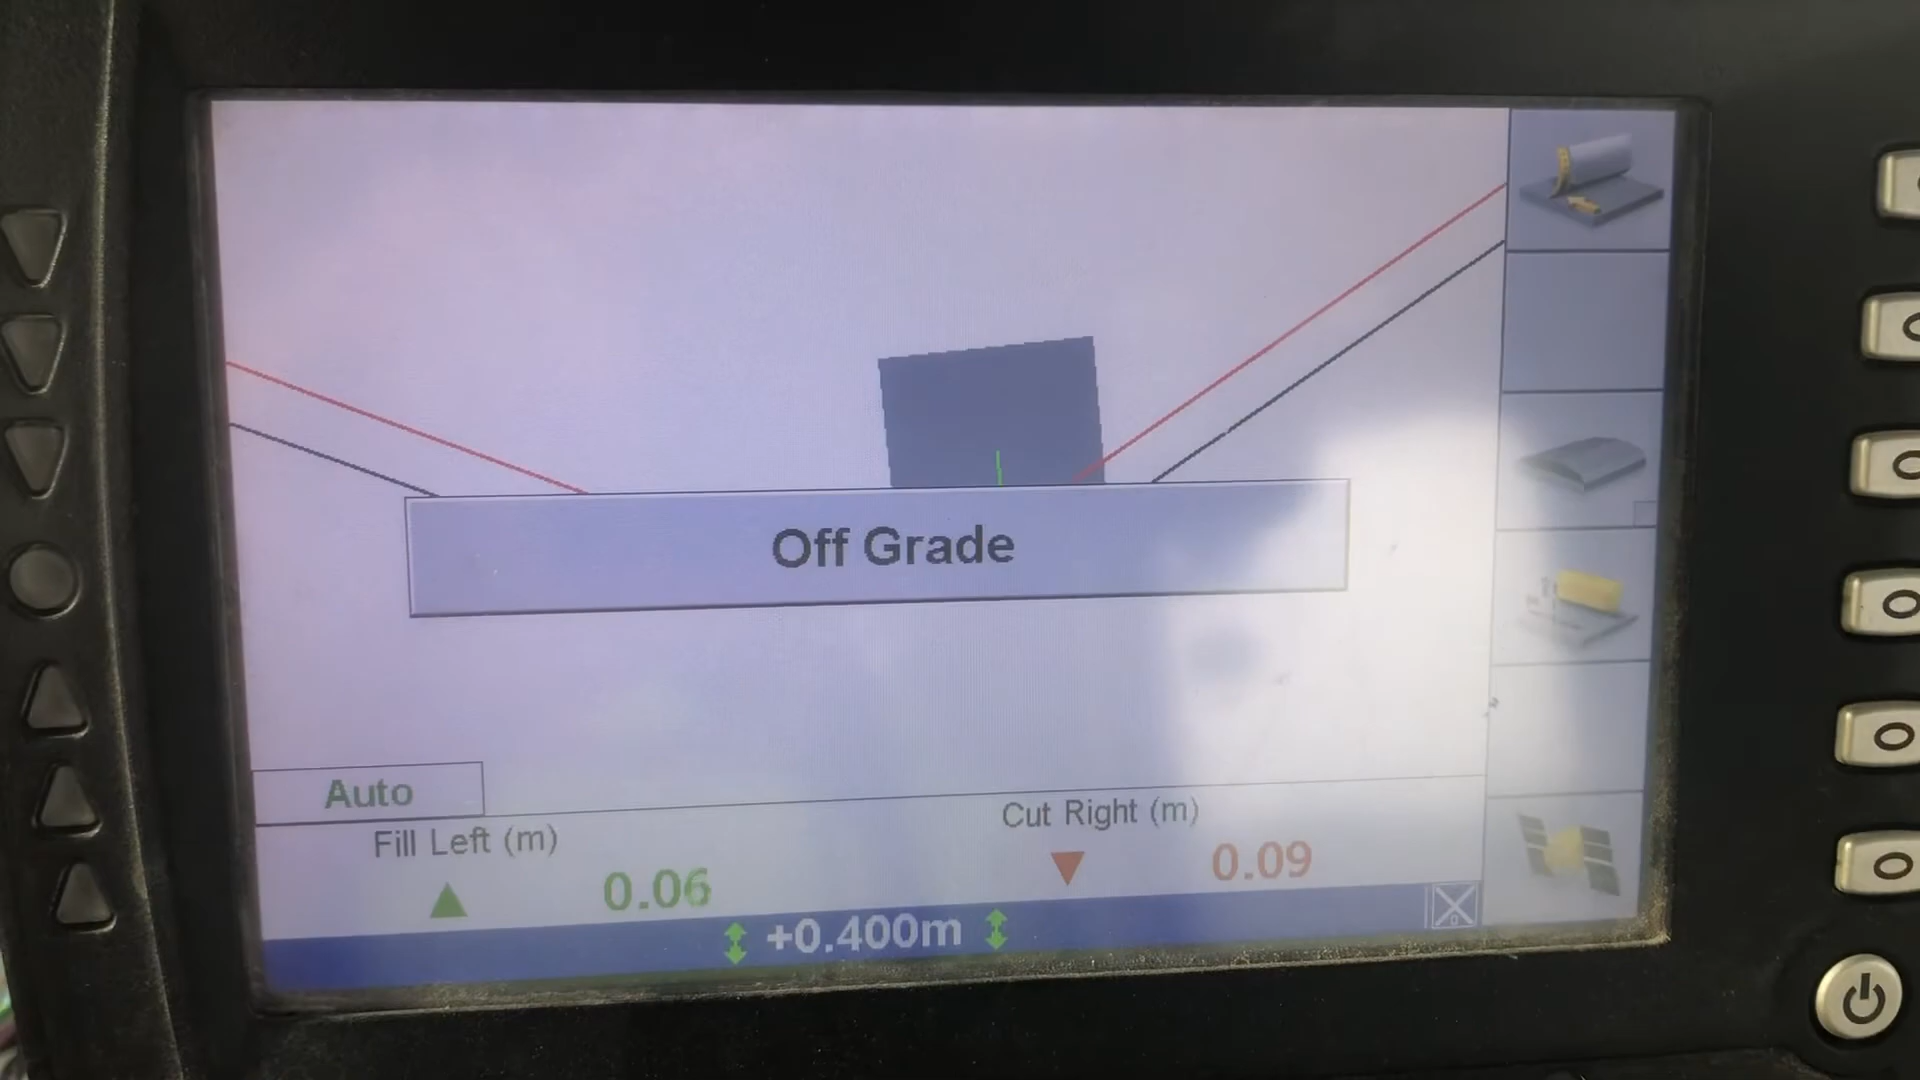 Off Grade
Auto
Fill Left (m)
0.06
Cut Right (m)
0.09
+0.400m